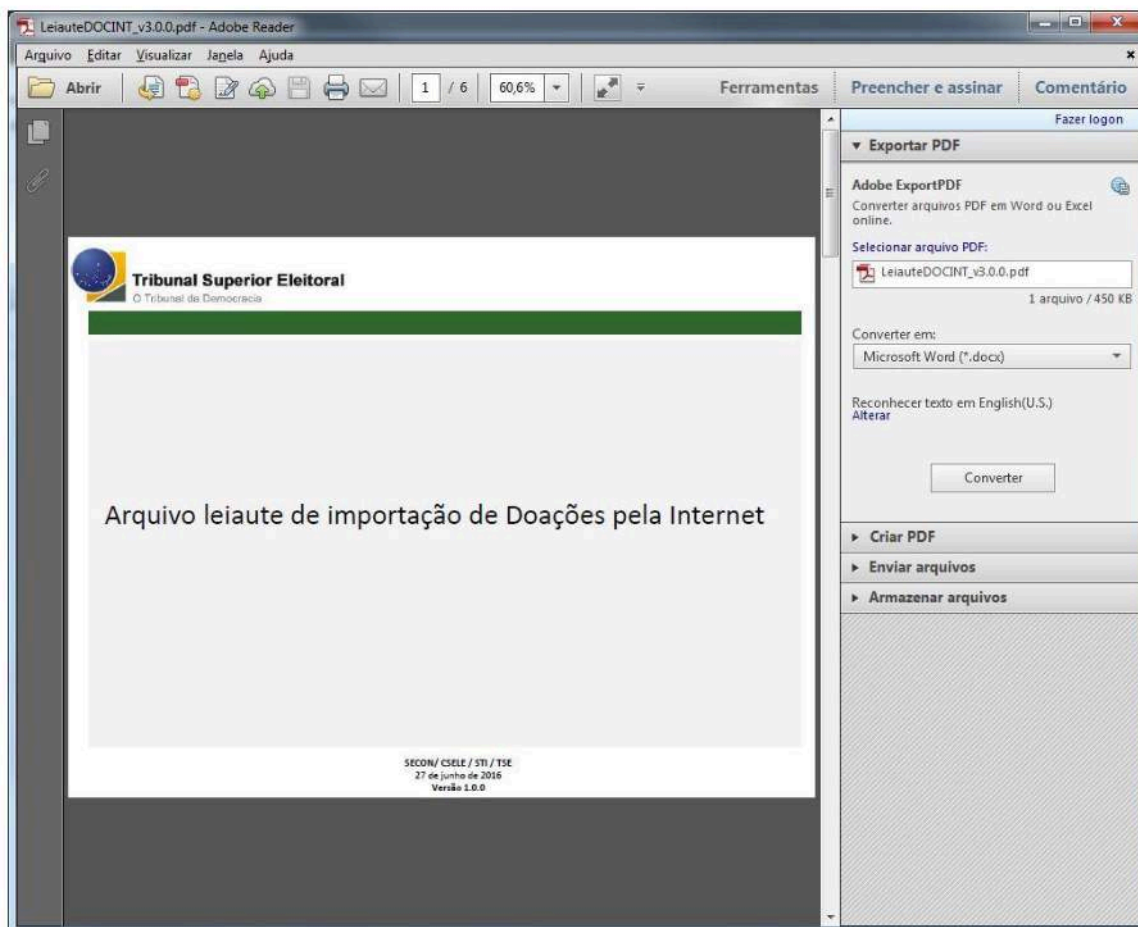 LeiauteDOCINT_v3.0.0.pdf - Adobe Reader
Arquivo Editar Visualizar Janela Ajuda
Abrir 1 / 6 60,6% Ferramentas Preencher e assinar Comentário
Fazer logon
Exportar PDF
Adobe ExportPDF
Converter arquivos PDF em Word ou Excel
online.
Selecionar arquivo PDF:
LeiauteDOCINT_v3.0.0.pdf
1 arquivo / 450 KB
Converter em:
Microsoft Word (*.docx)
Reconhecer texto em English(U.S.)
Alterar
Converter
Criar PDF
Enviar arquivos
Armazenar arquivos
Tribunal Superior Eleitoral
O Tribunal da Democracia
Arquivo leiaute de importação de Doações pela Internet
SECON/ CSELE / STI / TSE
27 de junho de 2016
Versão 1.0.0